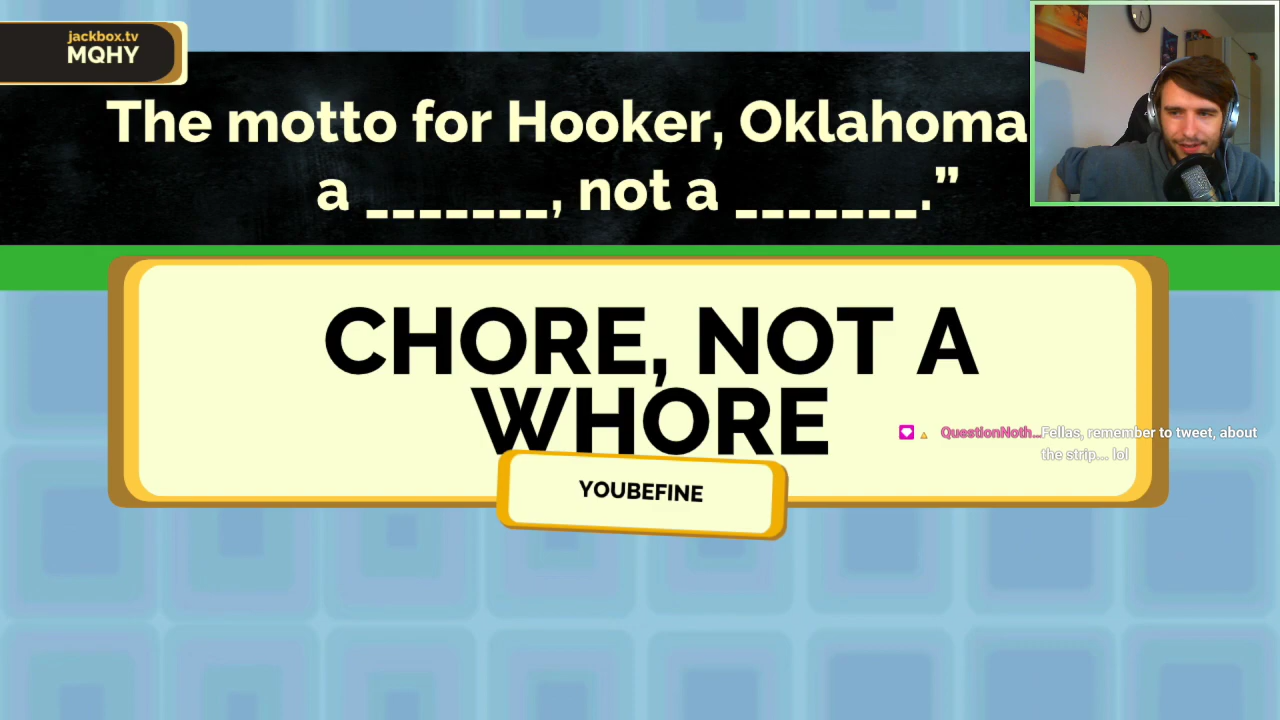 jackbox.tv
MQHY
The motto for Hooker, Oklahoma
a _______, not a _______.”
CHORE, NOT A
WHORE
YOUBEFINE
QuestionNoth…Fellas, remember to tweet, about
the strip... lol